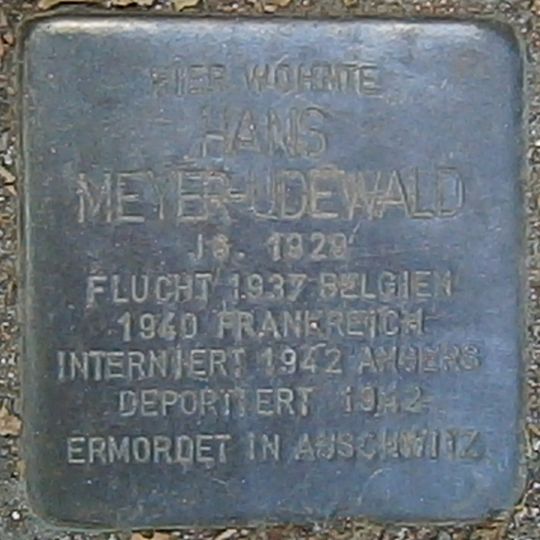 HIER WOHNTE
HANS
MEYER-UDEWALD
JG. 1929
FLUCHT 1937 BELGIEN
1940 FRANKREICH
INTERNIERT 1942 ANGERS
DEPORTIERT 1942
ERMORDET IN AUSCHWITZ